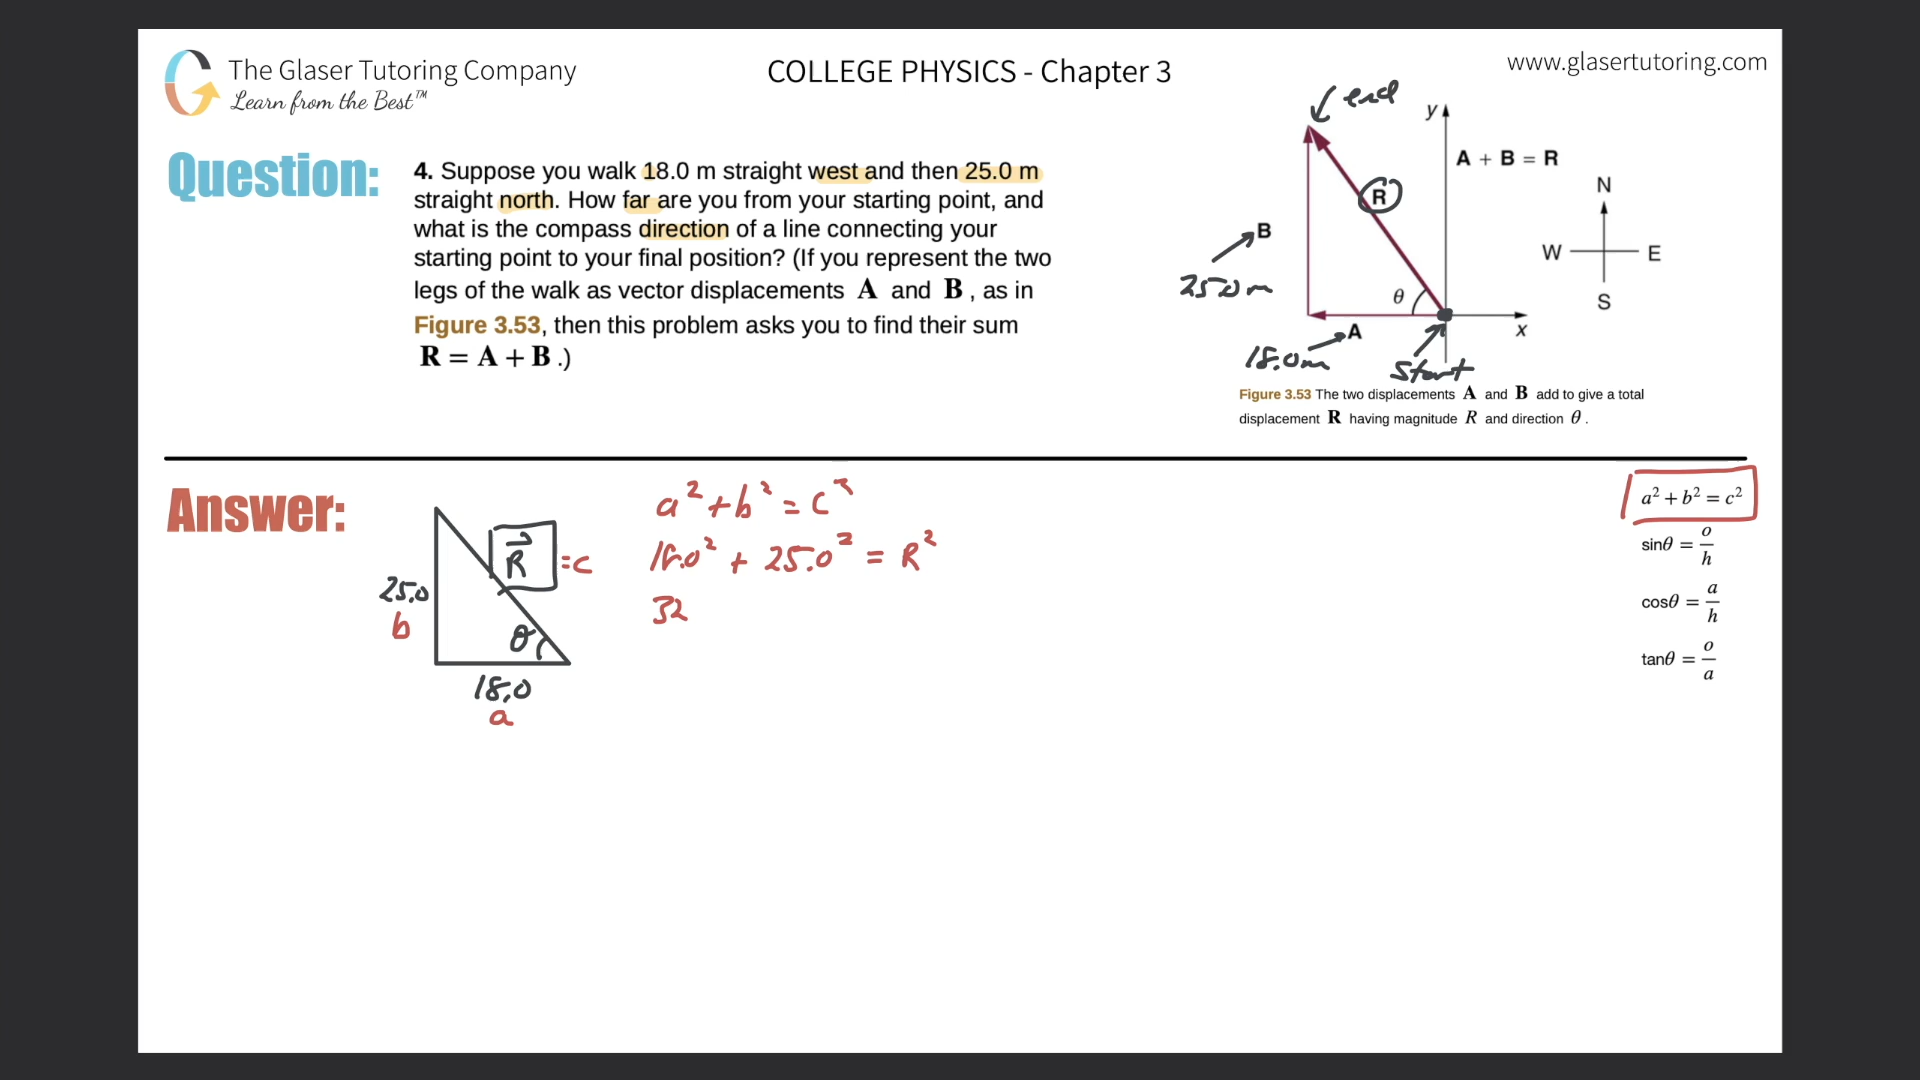 The Glaser Tutoring Company
Learn from the Best™
COLLEGE PHYSICS - Chapter 3
www.glasertutoring.com
Question:
4. Suppose you walk 18.0 m straight west and then 25.0 m
straight north. How far are you from your starting point, and
what is the compass direction of a line connecting your
starting point to your final position? (If you represent the two
legs of the walk as vector displacements A and B , as in
Figure 3.53, then this problem asks you to find their sum
R = A + B .)
end
y
A + B = R
R
B
25.0m
θ
A
x
18.0m
start
N
W E
S
Figure 3.53 The two displacements A and B add to give a total
displacement R having magnitude R and direction θ .
Answer:
R⃗ = c
25.0
b
θ
18.0
a
a² + b² = c²
18.0² + 25.0² = R²
32
a² + b² = c²
sinθ = o/h
cosθ = a/h
tanθ = o/a